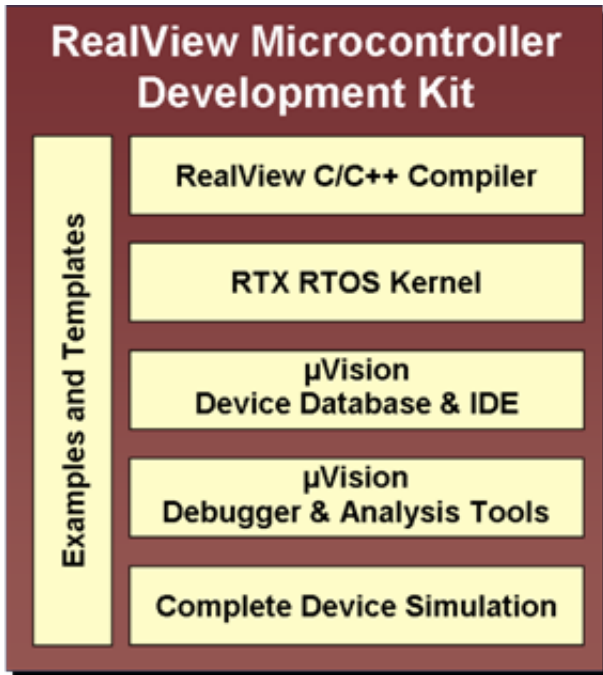 RealView Microcontroller
Development Kit
Examples and Templates
RealView C/C++ Compiler
RTX RTOS Kernel
µVision
Device Database & IDE
µVision
Debugger & Analysis Tools
Complete Device Simulation